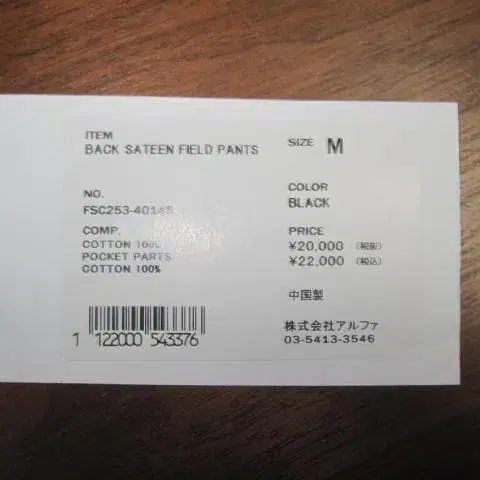 ITEM
BACK SATEEN FIELD PANTS
SIZE M
NO.
FSC253-40145
COLOR
BLACK
COMP.
COTTON 100%
POCKET PARTS
COTTON 100%
PRICE
¥20,000 (税抜)
¥22,000 (税込)
中国製
株式会社アルファ
03-5413-3546
1 122000 543376